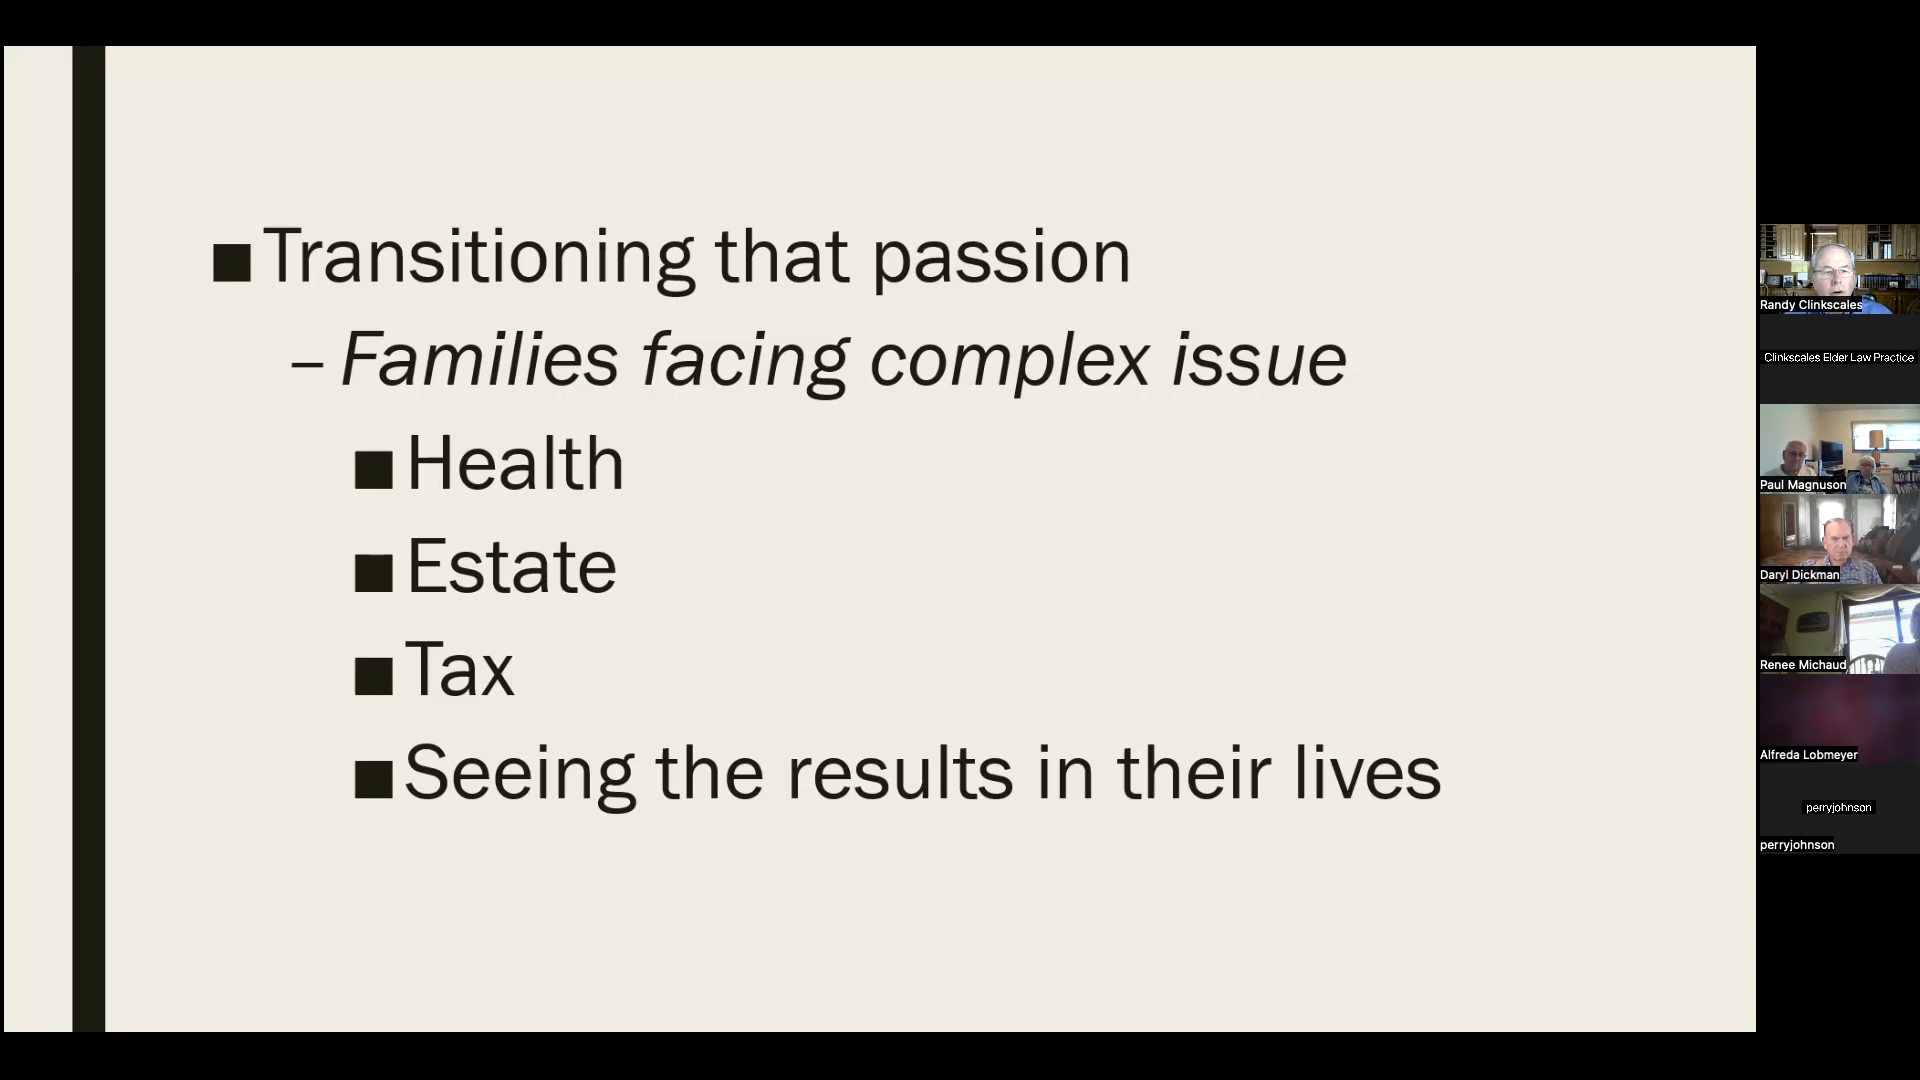 ■ Transitioning that passion
– Families facing complex issue
■ Health
■ Estate
■ Tax
■ Seeing the results in their lives
Randy Clinkscales
Clinkscales Elder Law Practice
Paul Magnuson
Daryl Dickman
Renee Michaud
Alfreda Lobmeyer
perryjohnson
perryjohnson